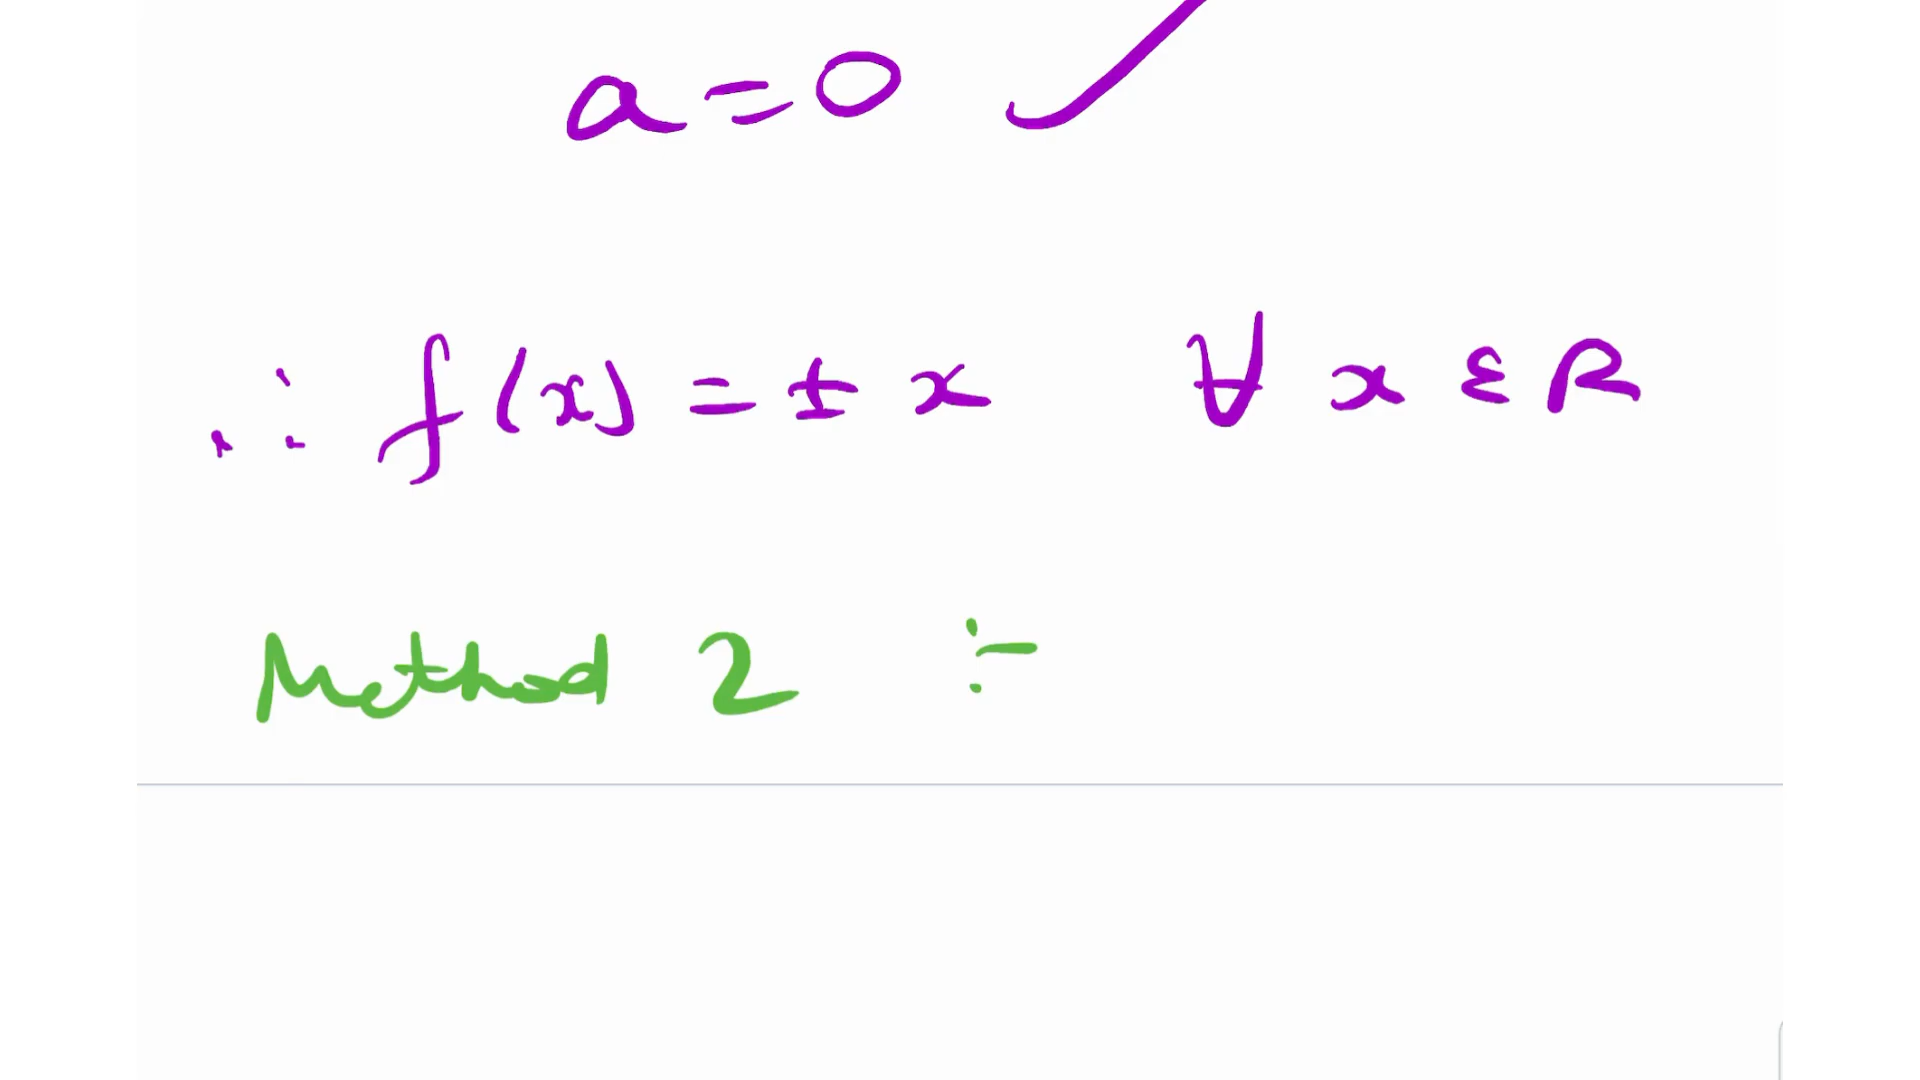 a = 0 ✓
∴ f(x) = ± x ∀ x ε R
Method 2 :-